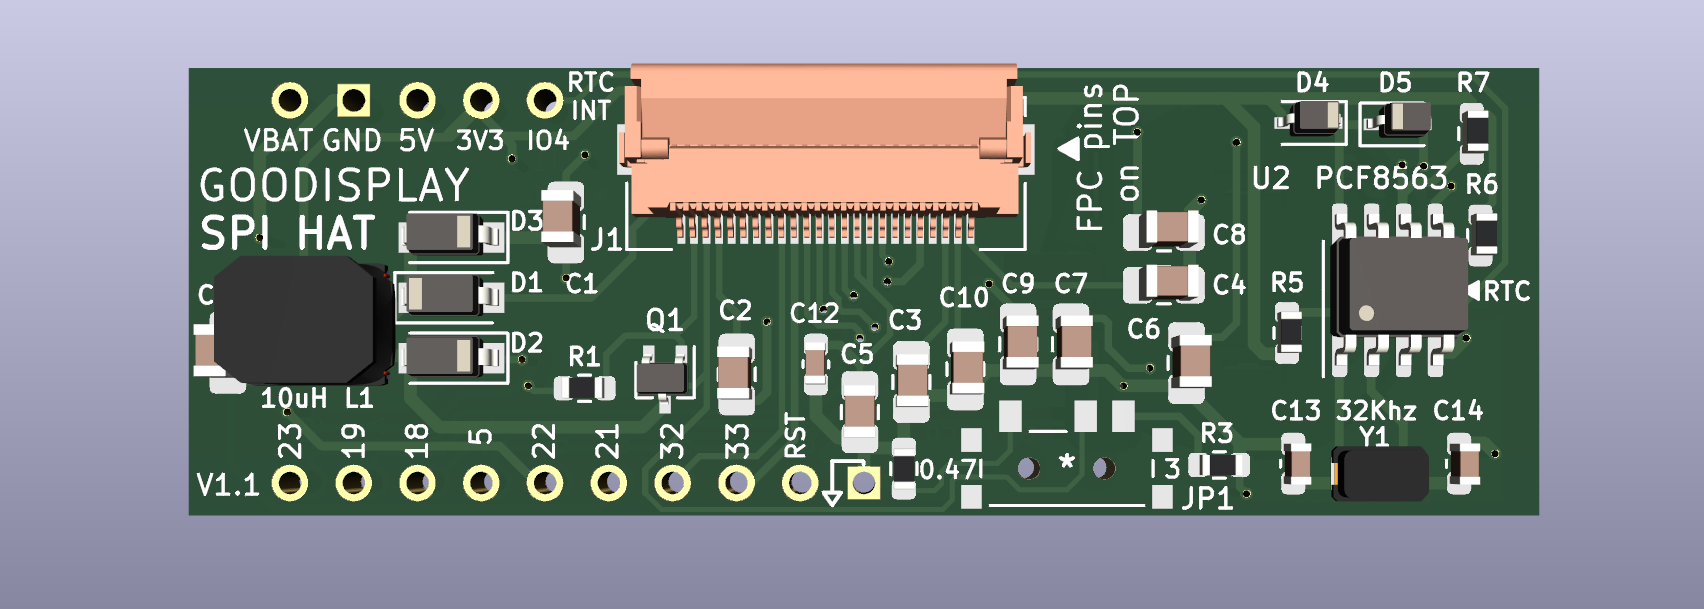 RTC
INT
VBAT GND 5V 3V3 IO4
GOODISPLAY
SPI HAT
D3
J1
C1
D1
D2
C
10uH L1
R1
Q1
C2
C12
C5
C3
C10
C9
C7
FPC pins
on TOP
C8
C4
C6
D4
D5
R7
U2 PCF8563
R6
R5
RTC
C13 32Khz C14
Y1
R3
JP1
0.47
*
3
23
19
18
5
22
21
32
33
RST
V1.1